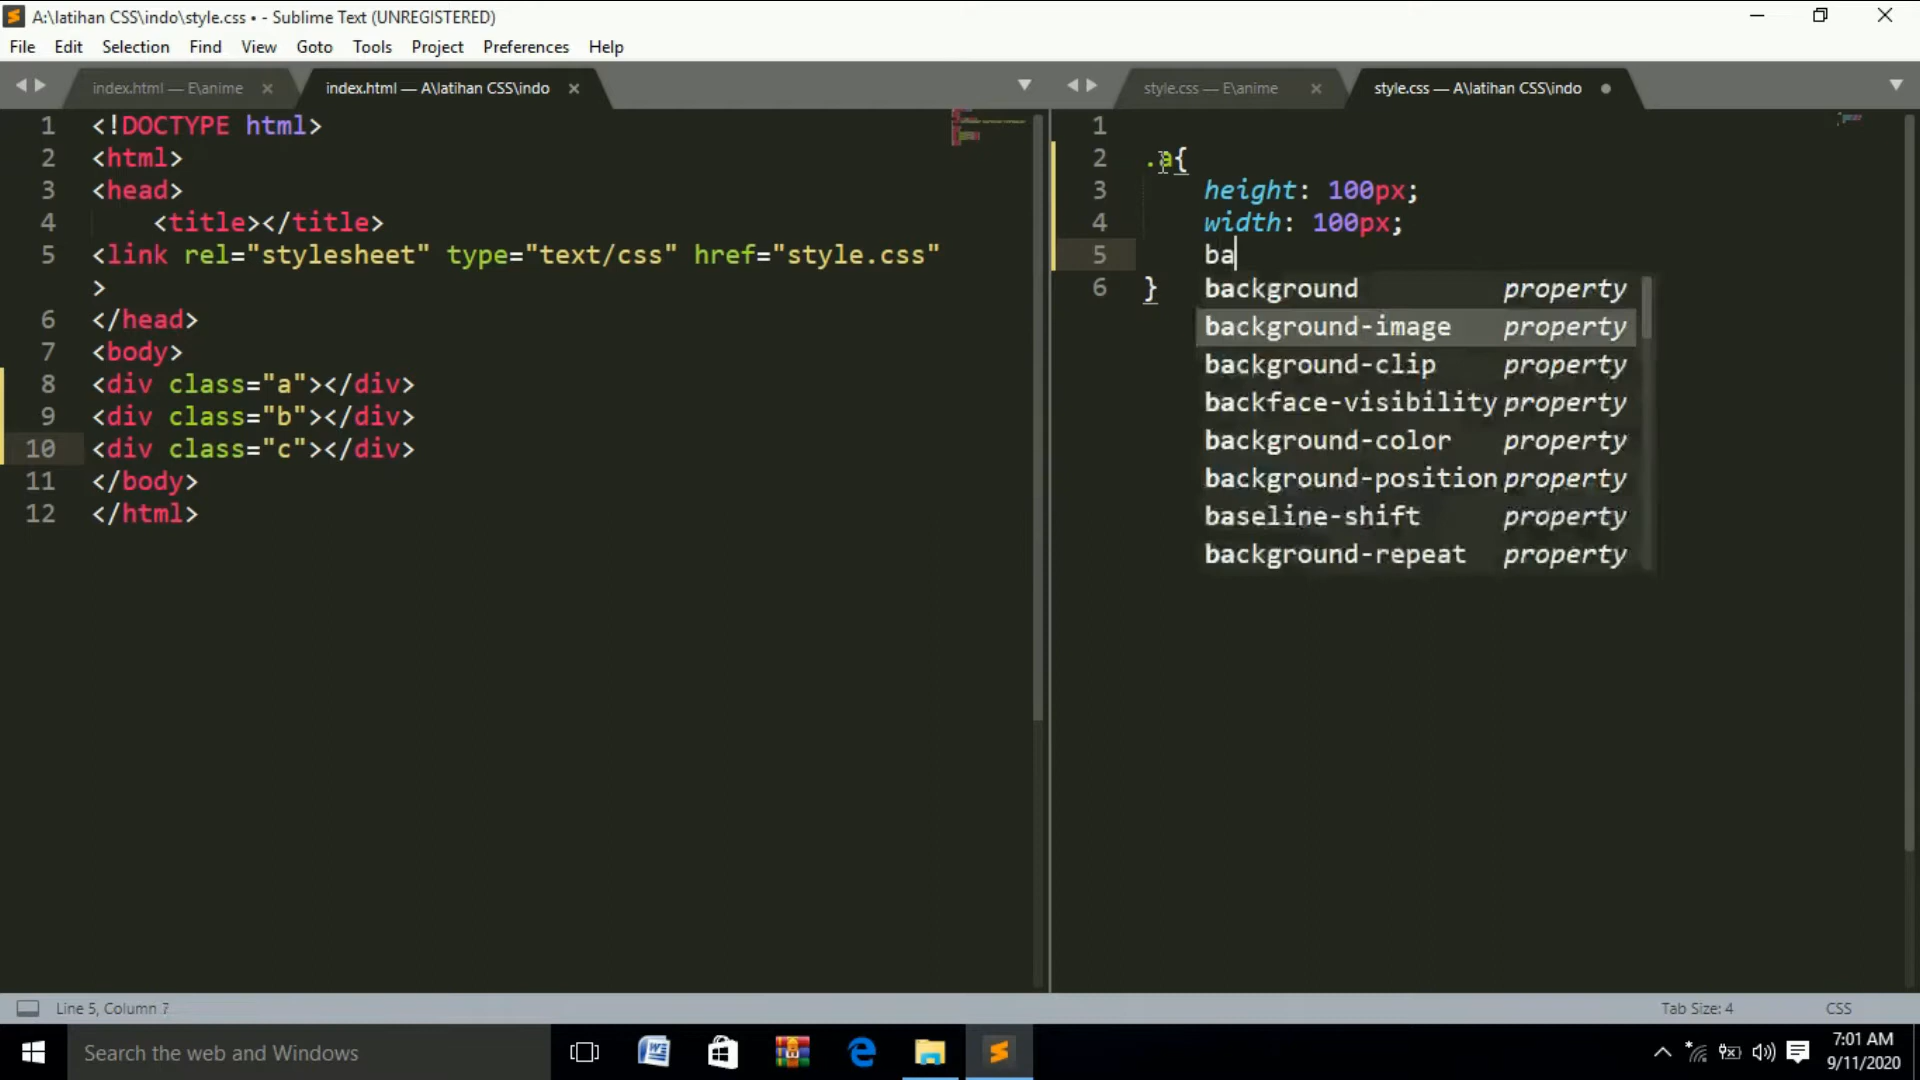 A:\latihan CSS\indo\style.css • - Sublime Text (UNREGISTERED)
File Edit Selection Find View Goto Tools Project Preferences Help
index.html — E\anime
index.html — A\latihan CSS\indo
1 <!DOCTYPE html>
2 <html>
3 <head>
4 <title></title>
5 <link rel="stylesheet" type="text/css" href="style.css"
>
6 </head>
7 <body>
8 <div class="a"></div>
9 <div class="b"></div>
10 <div class="c"></div>
11 </body>
12 </html>
style.css — E\anime
style.css — A\latihan CSS\indo
1
2 .a{
3 height: 100px;
4 width: 100px;
5 ba
6 }
background property
background-image property
background-clip property
backface-visibility property
background-color property
background-position property
baseline-shift property
background-repeat property
Line 5, Column 7
Tab Size: 4
CSS
Search the web and Windows
7:01 AM
9/11/2020